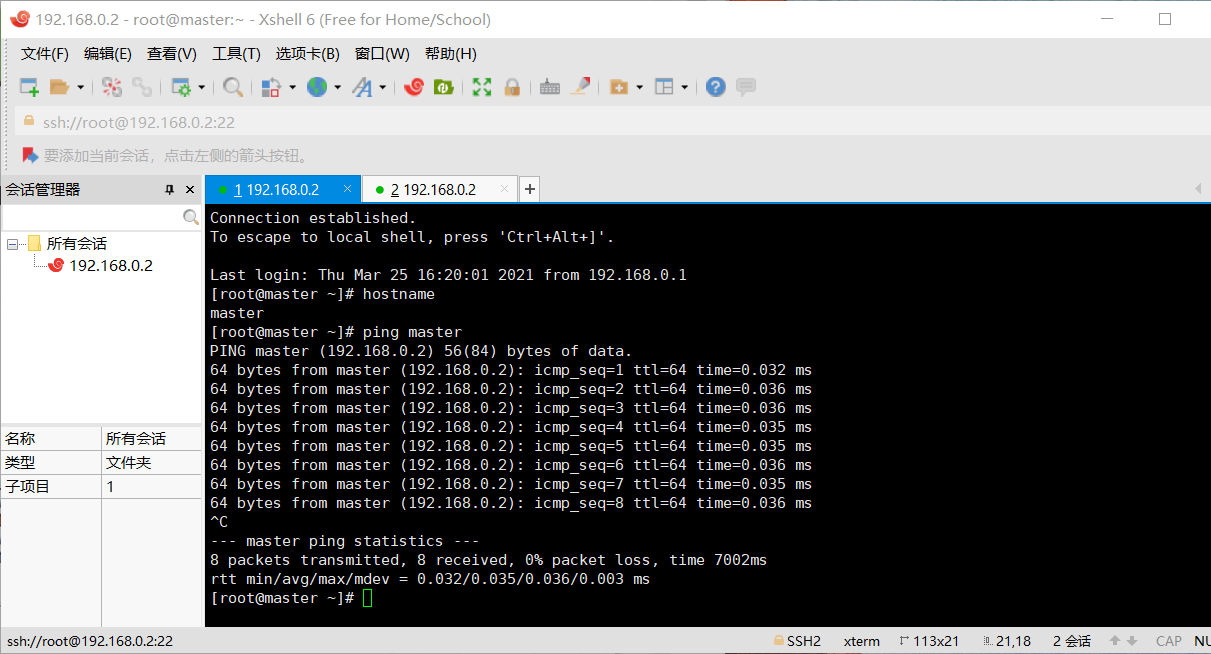 192.168.0.2 - root@master:~ - Xshell 6 (Free for Home/School)
文件(F) 编辑(E) 查看(V) 工具(T) 选项卡(B) 窗口(W) 帮助(H)
ssh://root@192.168.0.2:22
要添加当前会话，点击左侧的箭头按钮。
会话管理器
1 192.168.0.2
2 192.168.0.2
所有会话
192.168.0.2
名称 所有会话
类型 文件夹
子项目 1
Connection established.
To escape to local shell, press 'Ctrl+Alt+]'.
Last login: Thu Mar 25 16:20:01 2021 from 192.168.0.1
[root@master ~]# hostname
master
[root@master ~]# ping master
PING master (192.168.0.2) 56(84) bytes of data.
64 bytes from master (192.168.0.2): icmp_seq=1 ttl=64 time=0.032 ms
64 bytes from master (192.168.0.2): icmp_seq=2 ttl=64 time=0.036 ms
64 bytes from master (192.168.0.2): icmp_seq=3 ttl=64 time=0.036 ms
64 bytes from master (192.168.0.2): icmp_seq=4 ttl=64 time=0.035 ms
64 bytes from master (192.168.0.2): icmp_seq=5 ttl=64 time=0.035 ms
64 bytes from master (192.168.0.2): icmp_seq=6 ttl=64 time=0.036 ms
64 bytes from master (192.168.0.2): icmp_seq=7 ttl=64 time=0.035 ms
64 bytes from master (192.168.0.2): icmp_seq=8 ttl=64 time=0.036 ms
^C
--- master ping statistics ---
8 packets transmitted, 8 received, 0% packet loss, time 7002ms
rtt min/avg/max/mdev = 0.032/0.035/0.036/0.003 ms
[root@master ~]#
ssh://root@192.168.0.2:22 SSH2 xterm 113x21 21,18 2 会话 CAP NU